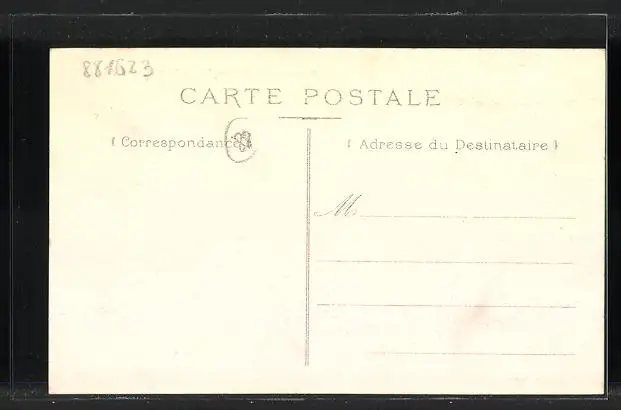 881623
CARTE POSTALE
( Correspondance )
( Adresse du Destinataire )
M